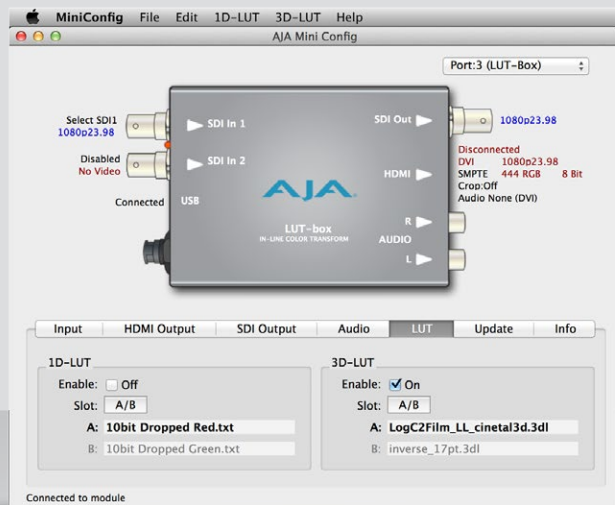 MiniConfig File Edit 1D-LUT 3D-LUT Help
AJA Mini Config
Port:3 (LUT-Box)
Select SDI1
1080p23.98
SDI In 1
SDI Out
1080p23.98
Disabled
No Video
SDI In 2
HDMI
Disconnected
DVI 1080p23.98
SMPTE 444 RGB 8 Bit
Crop:Off
Audio None (DVI)
Connected
USB
AJA
LUT-box
IN-LINE COLOR TRANSFORM
R
AUDIO
L
Input HDMI Output SDI Output Audio LUT Update Info
1D-LUT
Enable: Off
Slot: A/B
A: 10bit Dropped Red.txt
B: 10bit Dropped Green.txt
3D-LUT
Enable: On
Slot: A/B
A: LogC2Film_LL_cinetal3d.3dl
B: inverse_17pt.3dl
Connected to module